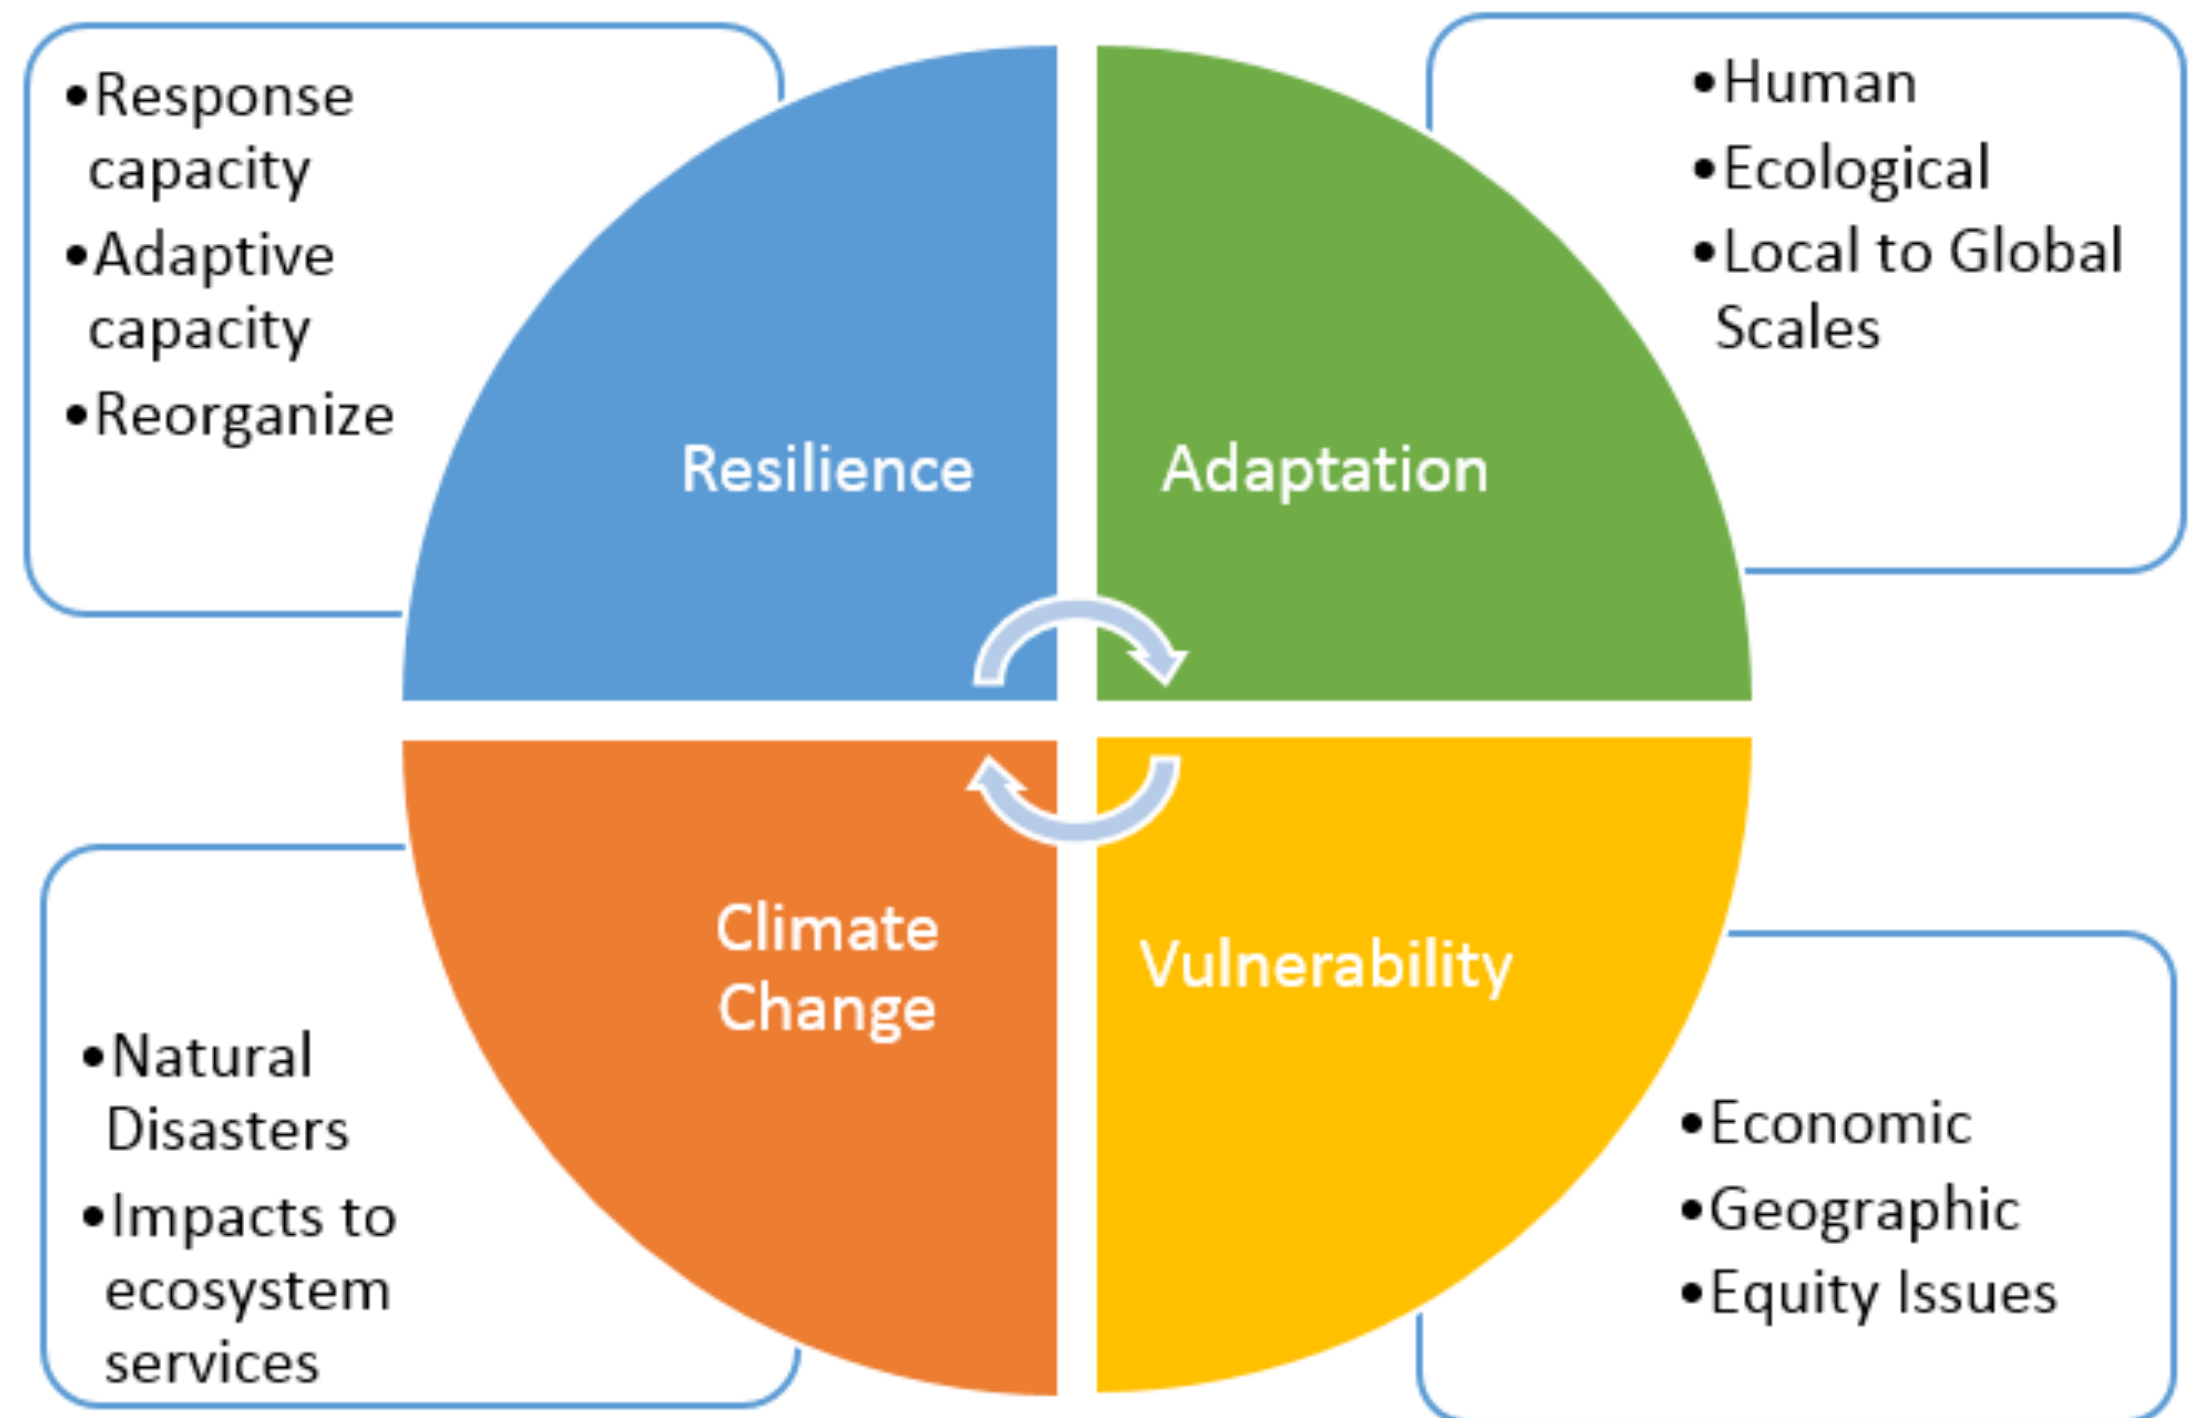 •Response
capacity
•Adaptive
capacity
•Reorganize
Resilience
•Human
•Ecological
•Local to Global
Scales
Adaptation
Climate
Change
•Natural
Disasters
•Impacts to
ecosystem
services
Vulnerability
•Economic
•Geographic
•Equity Issues